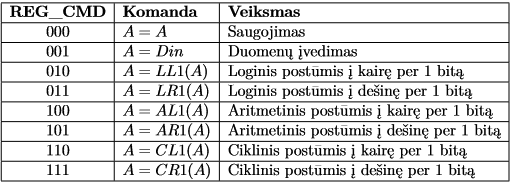 REG_CMD Komanda Veiksmas
000 A = A Saugojimas
001 A = Din Duomenų įvedimas
010 A = LL1(A) Loginis postūmis į kairę per 1 bitą
011 A = LR1(A) Loginis postūmis į dešinę per 1 bitą
100 A = AL1(A) Aritmetinis postūmis į kairę per 1 bitą
101 A = AR1(A) Aritmetinis postūmis į dešinę per 1 bitą
110 A = CL1(A) Ciklinis postūmis į kairę per 1 bitą
111 A = CR1(A) Ciklinis postūmis į dešinę per 1 bitą